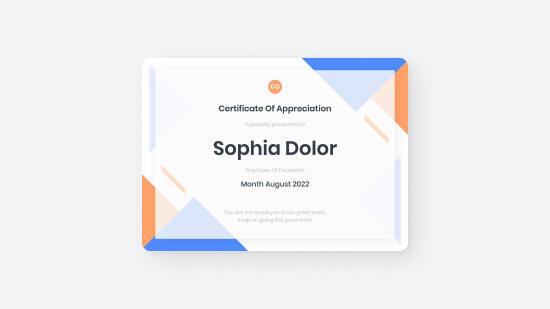 CO
Certificate Of Appreciation
is proudly presented to
Sophia Dolor
Employee Of The Month
Month August 2022
You are the employee of our great team.
Keep on going the good work!